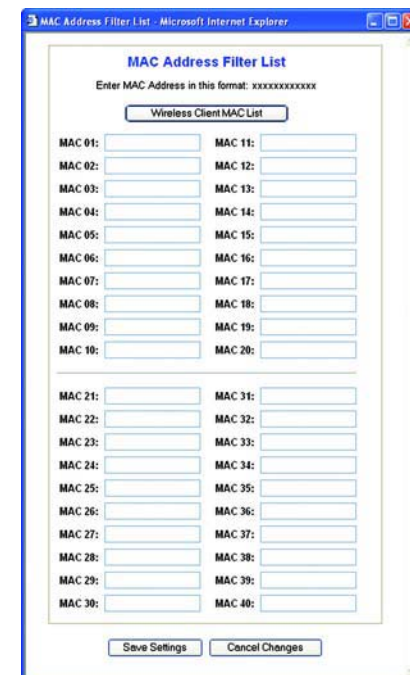 MAC Address Filter List - Microsoft Internet Explorer
MAC Address Filter List
Enter MAC Address in this format: xxxxxxxxxxxx
Wireless Client MAC List
MAC 01: MAC 11:
MAC 02: MAC 12:
MAC 03: MAC 13:
MAC 04: MAC 14:
MAC 05: MAC 15:
MAC 06: MAC 16:
MAC 07: MAC 17:
MAC 08: MAC 18:
MAC 09: MAC 19:
MAC 10: MAC 20:
MAC 21: MAC 31:
MAC 22: MAC 32:
MAC 23: MAC 33:
MAC 24: MAC 34:
MAC 25: MAC 35:
MAC 26: MAC 36:
MAC 27: MAC 37:
MAC 28: MAC 38:
MAC 29: MAC 39:
MAC 30: MAC 40:
Save Settings Cancel Changes